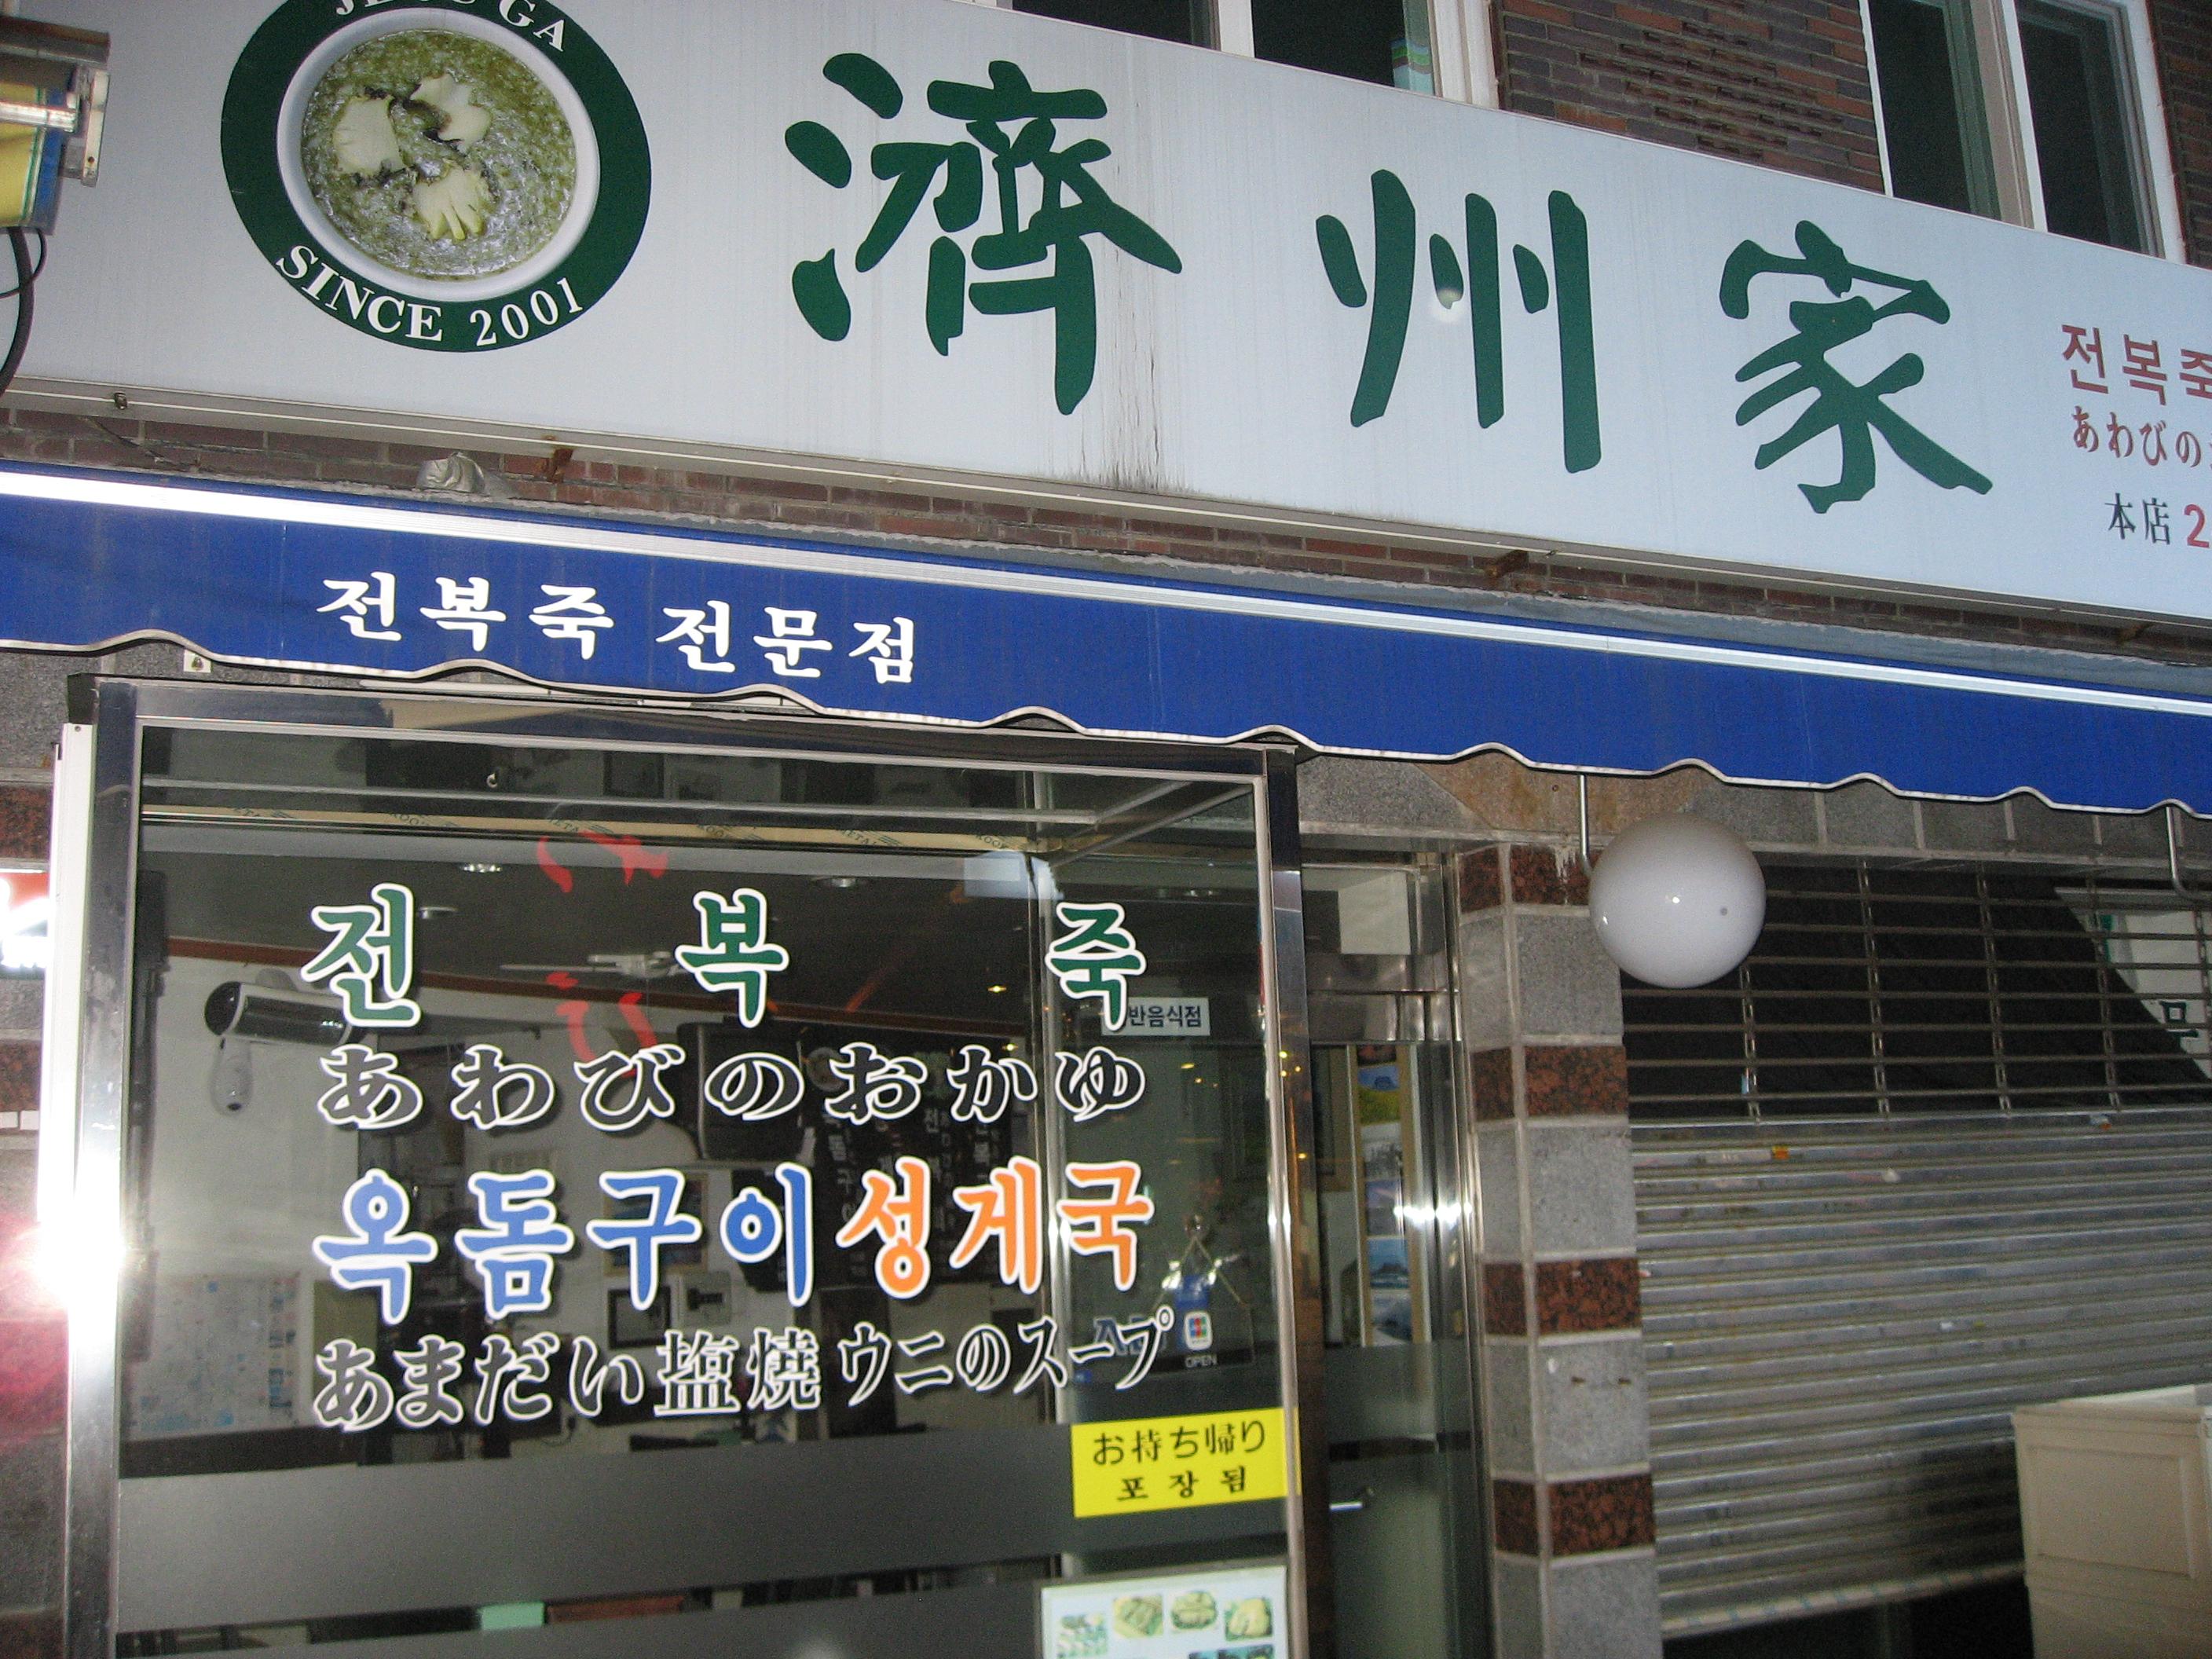 SINCE 2001
濟州家
전복죽
あわびの
本店 2
전복죽 전문점
전복죽
반음식점
あわびのおかゆ
옥돔구이 성게국
あまだい塩焼 ウニのスープ
OPEN
お持ち帰り
포장됨